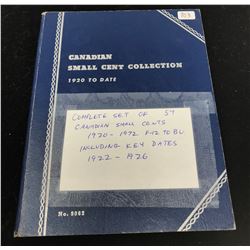 CANADIAN
SMALL CENT COLLECTION
1920 TO DATE
COMPLETE SET OF 54
CANADIAN SMALL CENTS
1920 - 1972 F-12 TO BU
INCLUDING KEY DATES
1922 - 1926
No. 9062